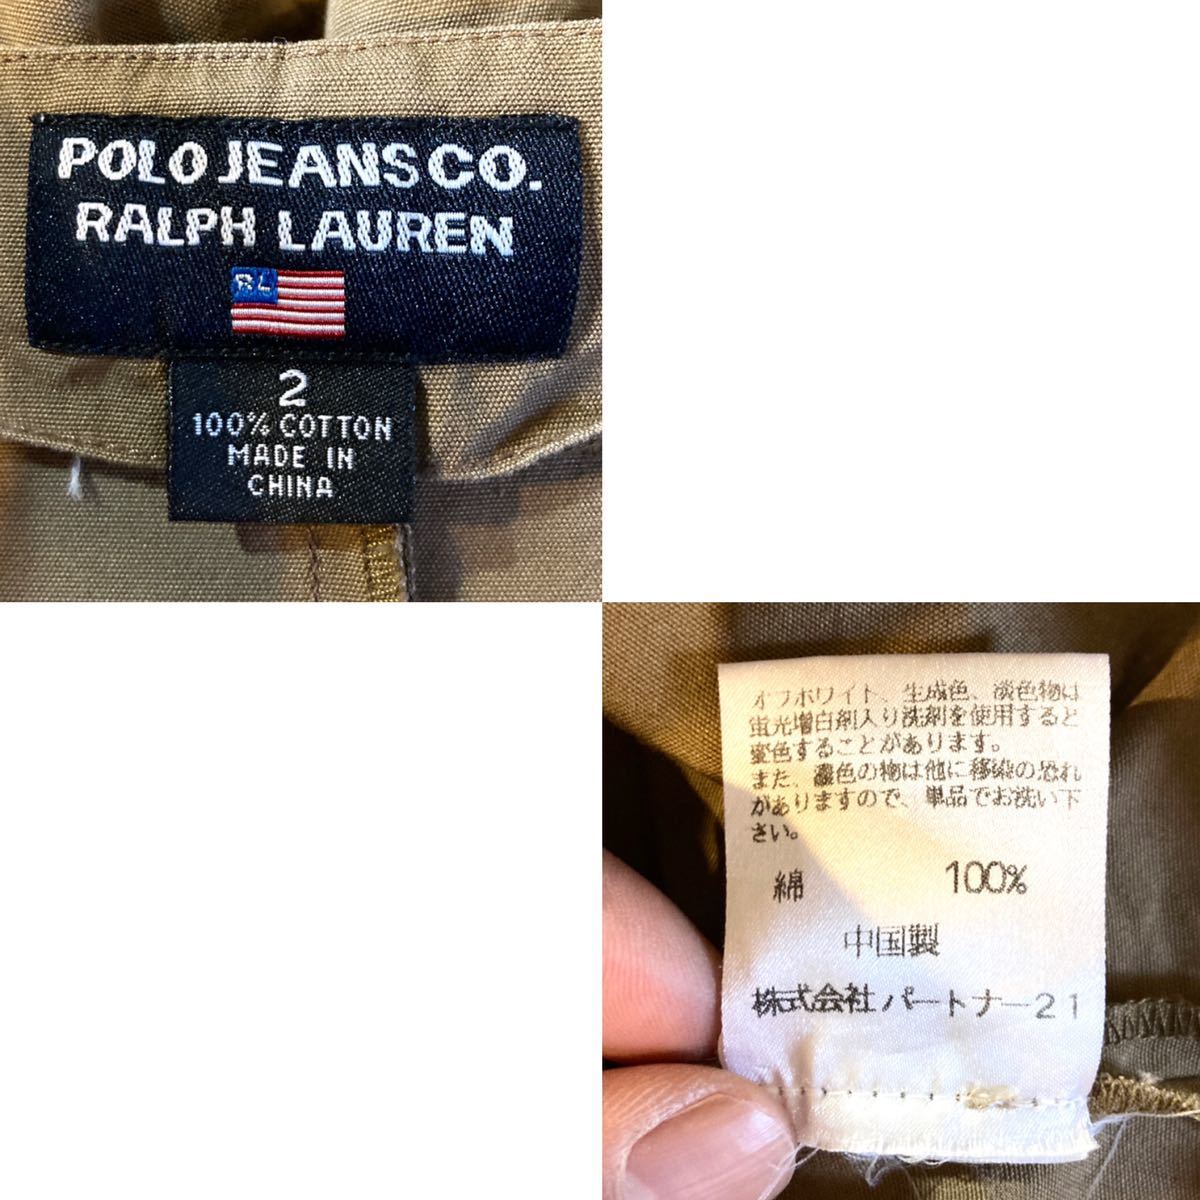 POLO JEANS CO.
RALPH LAUREN
RL
2
100% COTTON
MADE IN
CHINA
オフホワイト、生成色、淡色物は
蛍光増白剤入り洗剤を使用すると
変色することがあります。
また、濃色の物は他に移染の恐れ
がありますので、単品でお洗い下
さい。
綿 100%
中国製
株式会社パートナー21